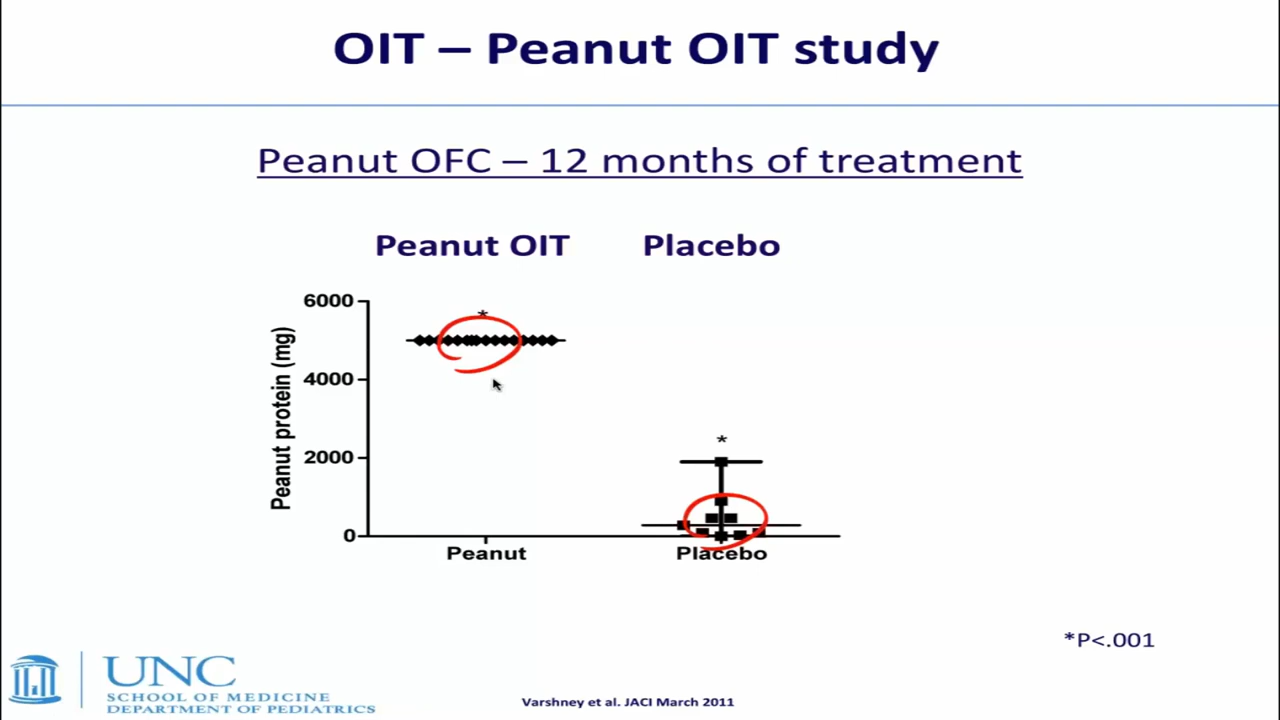 OIT – Peanut OIT study
Peanut OFC – 12 months of treatment
Peanut OIT Placebo
6000
4000
2000
0
Peanut protein (mg)
*
*
Peanut Placebo
*P<.001
UNC
SCHOOL OF MEDICINE
DEPARTMENT OF PEDIATRICS
Varshney et al. JACI March 2011